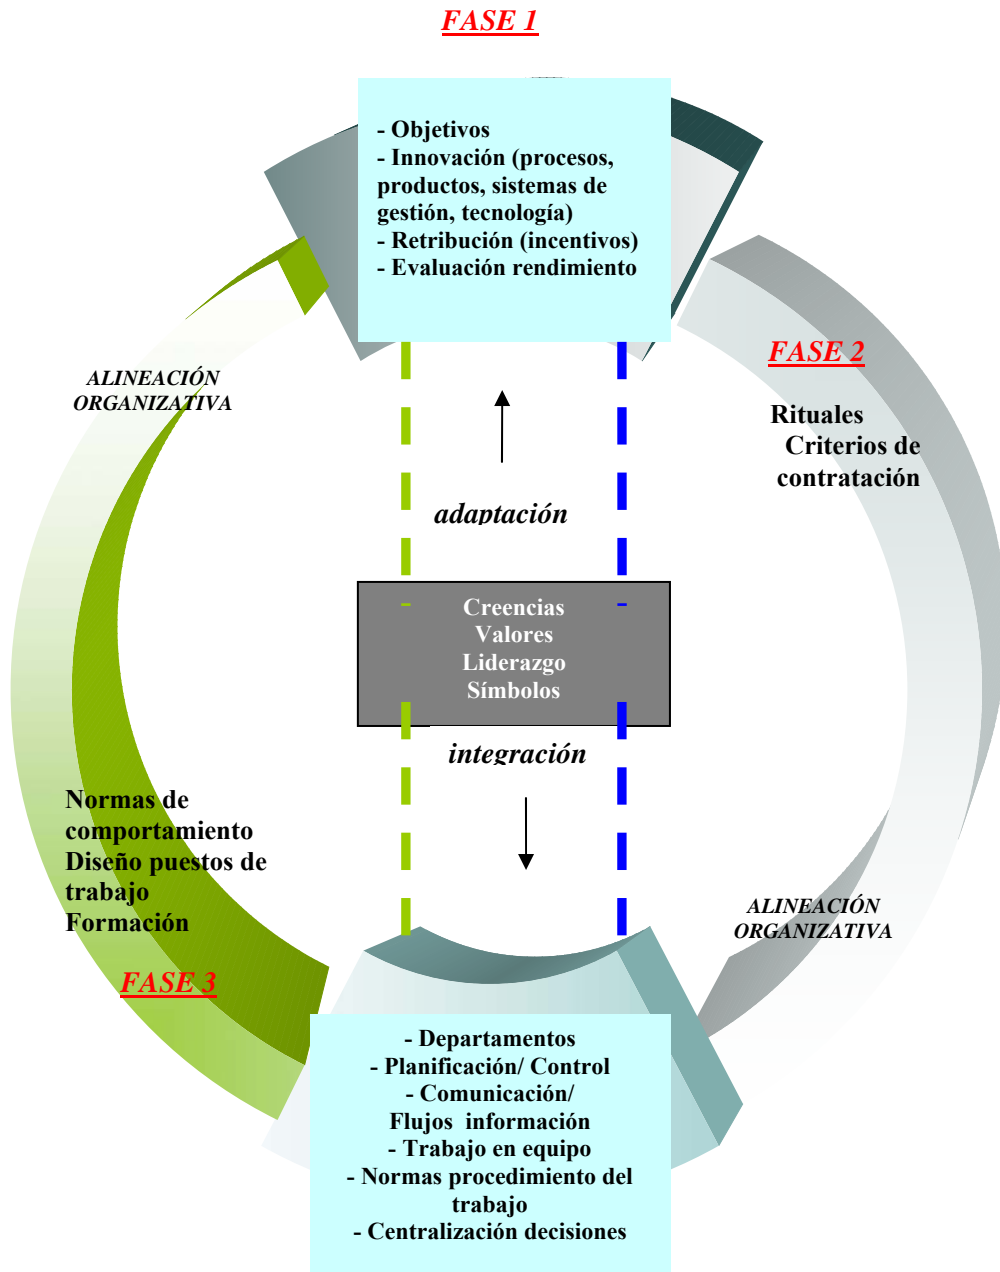 FASE 1
- Objetivos
- Innovación (procesos,
productos, sistemas de
gestión, tecnología)
- Retribución (incentivos)
- Evaluación rendimiento
FASE 2
ALINEACIÓN
ORGANIZATIVA
Rituales
Criterios de
contratación
adaptación
Creencias
Valores
Liderazgo
Símbolos
integración
Normas de
comportamiento
Diseño puestos de
trabajo
Formación
ALINEACIÓN
ORGANIZATIVA
FASE 3
- Departamentos
- Planificación/ Control
- Comunicación/
Flujos información
- Trabajo en equipo
- Normas procedimiento del
trabajo
- Centralización decisiones